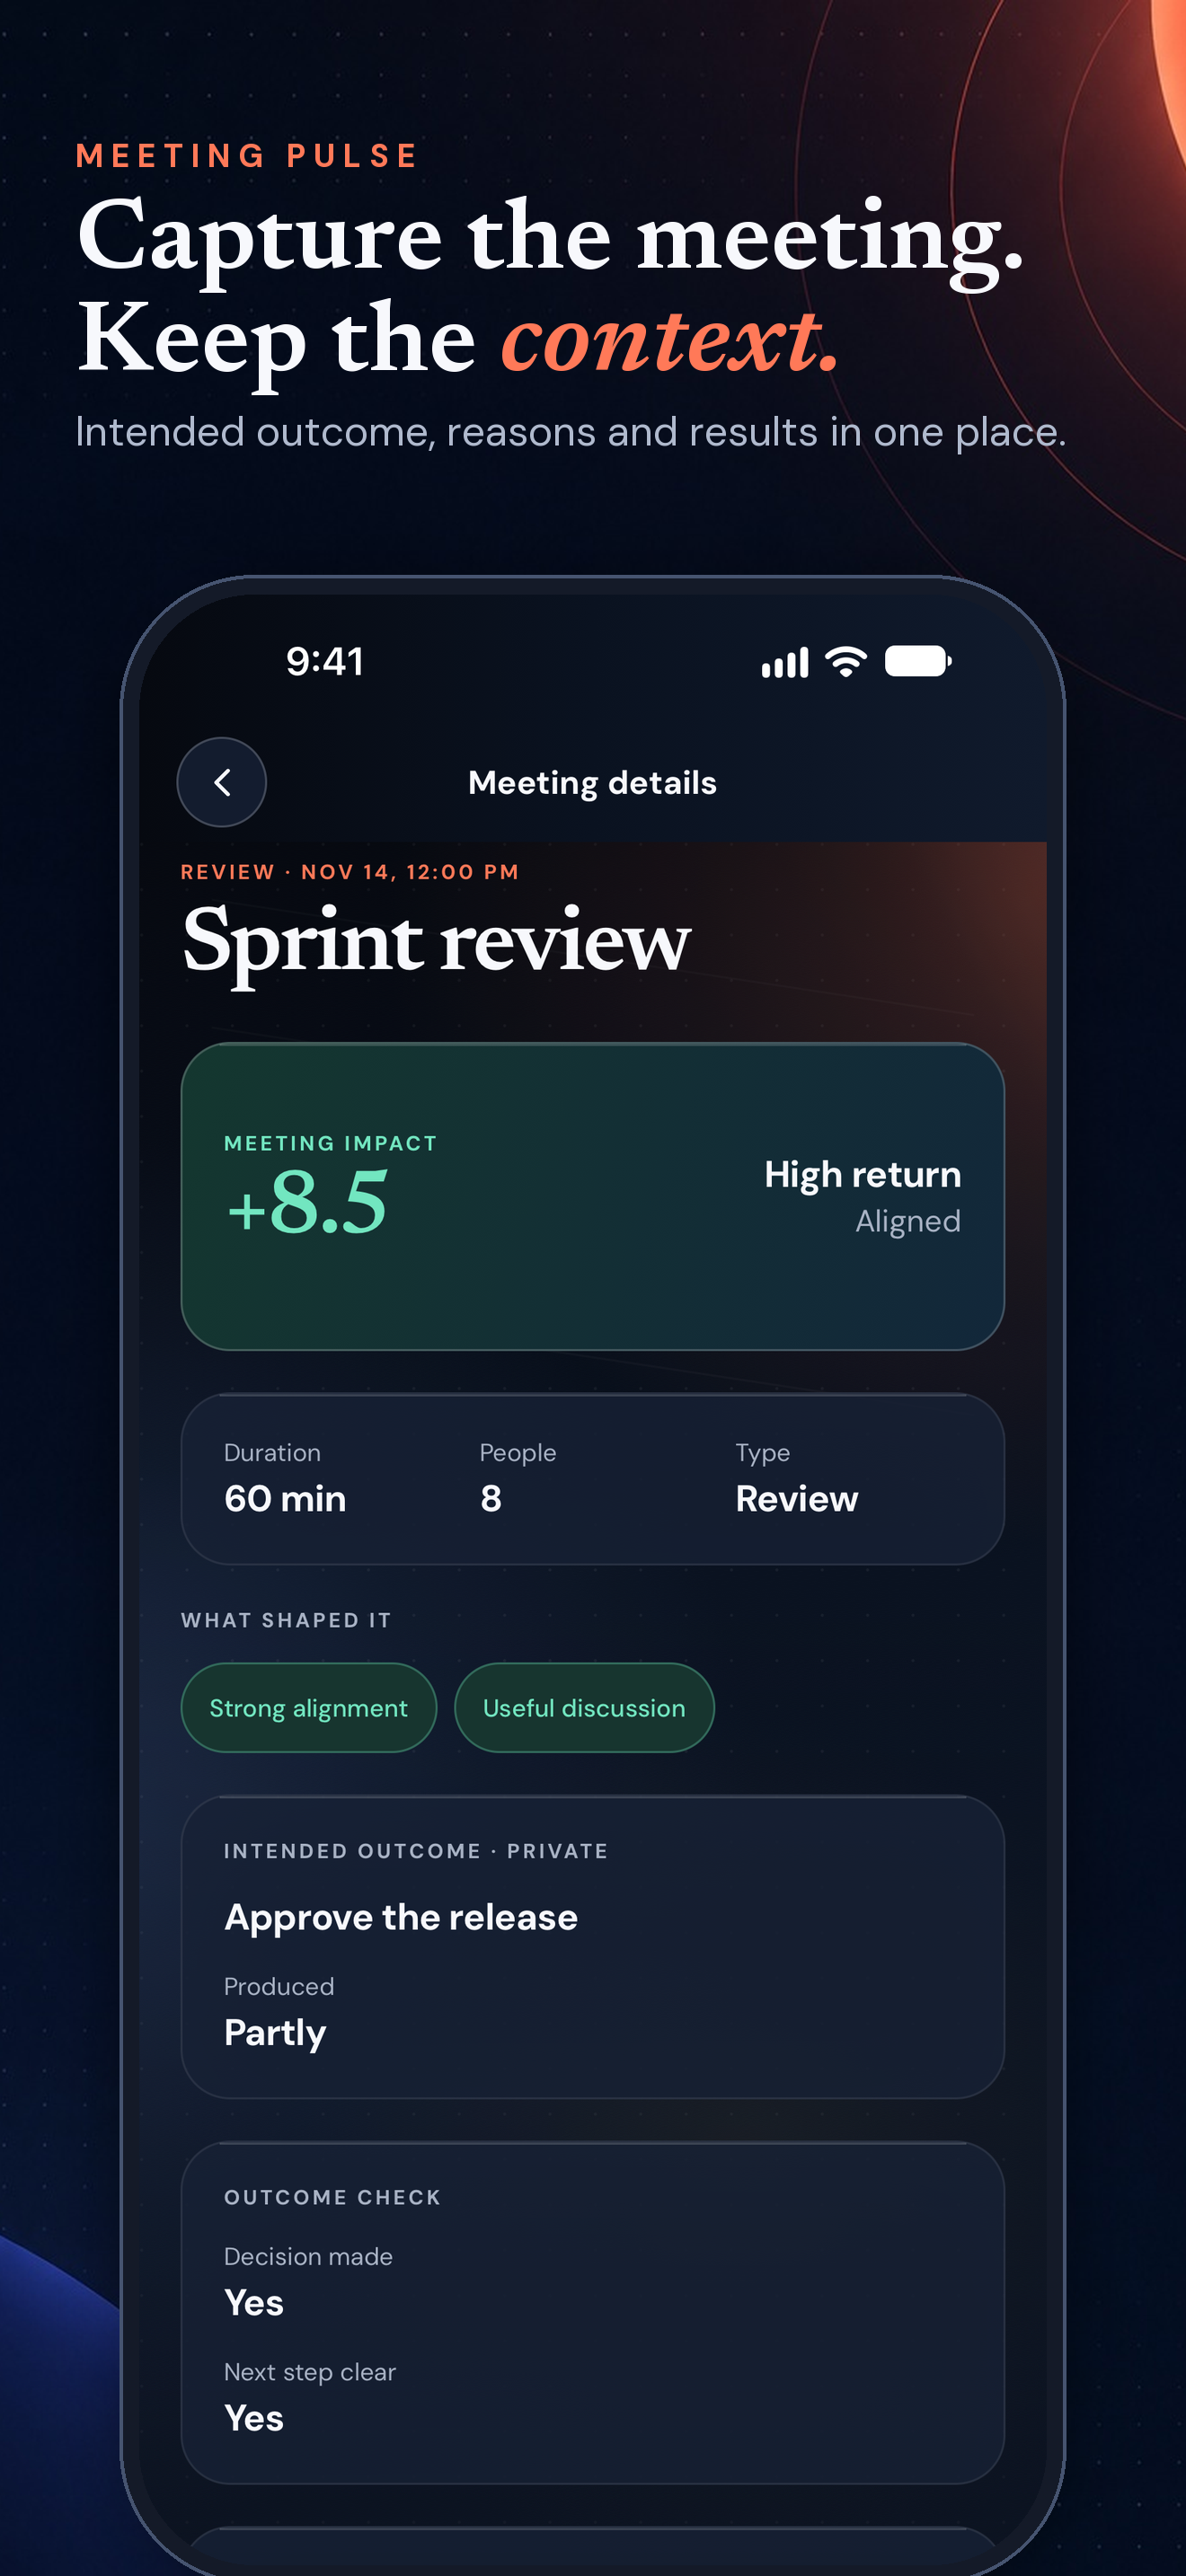 MEETING PULSE
Capture the meeting.
Keep the context.
Intended outcome, reasons and results in one place.
9:41
Meeting details
REVIEW · NOV 14, 12:00 PM
Sprint review
MEETING IMPACT
+8.5
High return
Aligned
Duration People Type
60 min 8 Review
WHAT SHAPED IT
Strong alignment Useful discussion
INTENDED OUTCOME · PRIVATE
Approve the release
Produced
Partly
OUTCOME CHECK
Decision made
Yes
Next step clear
Yes